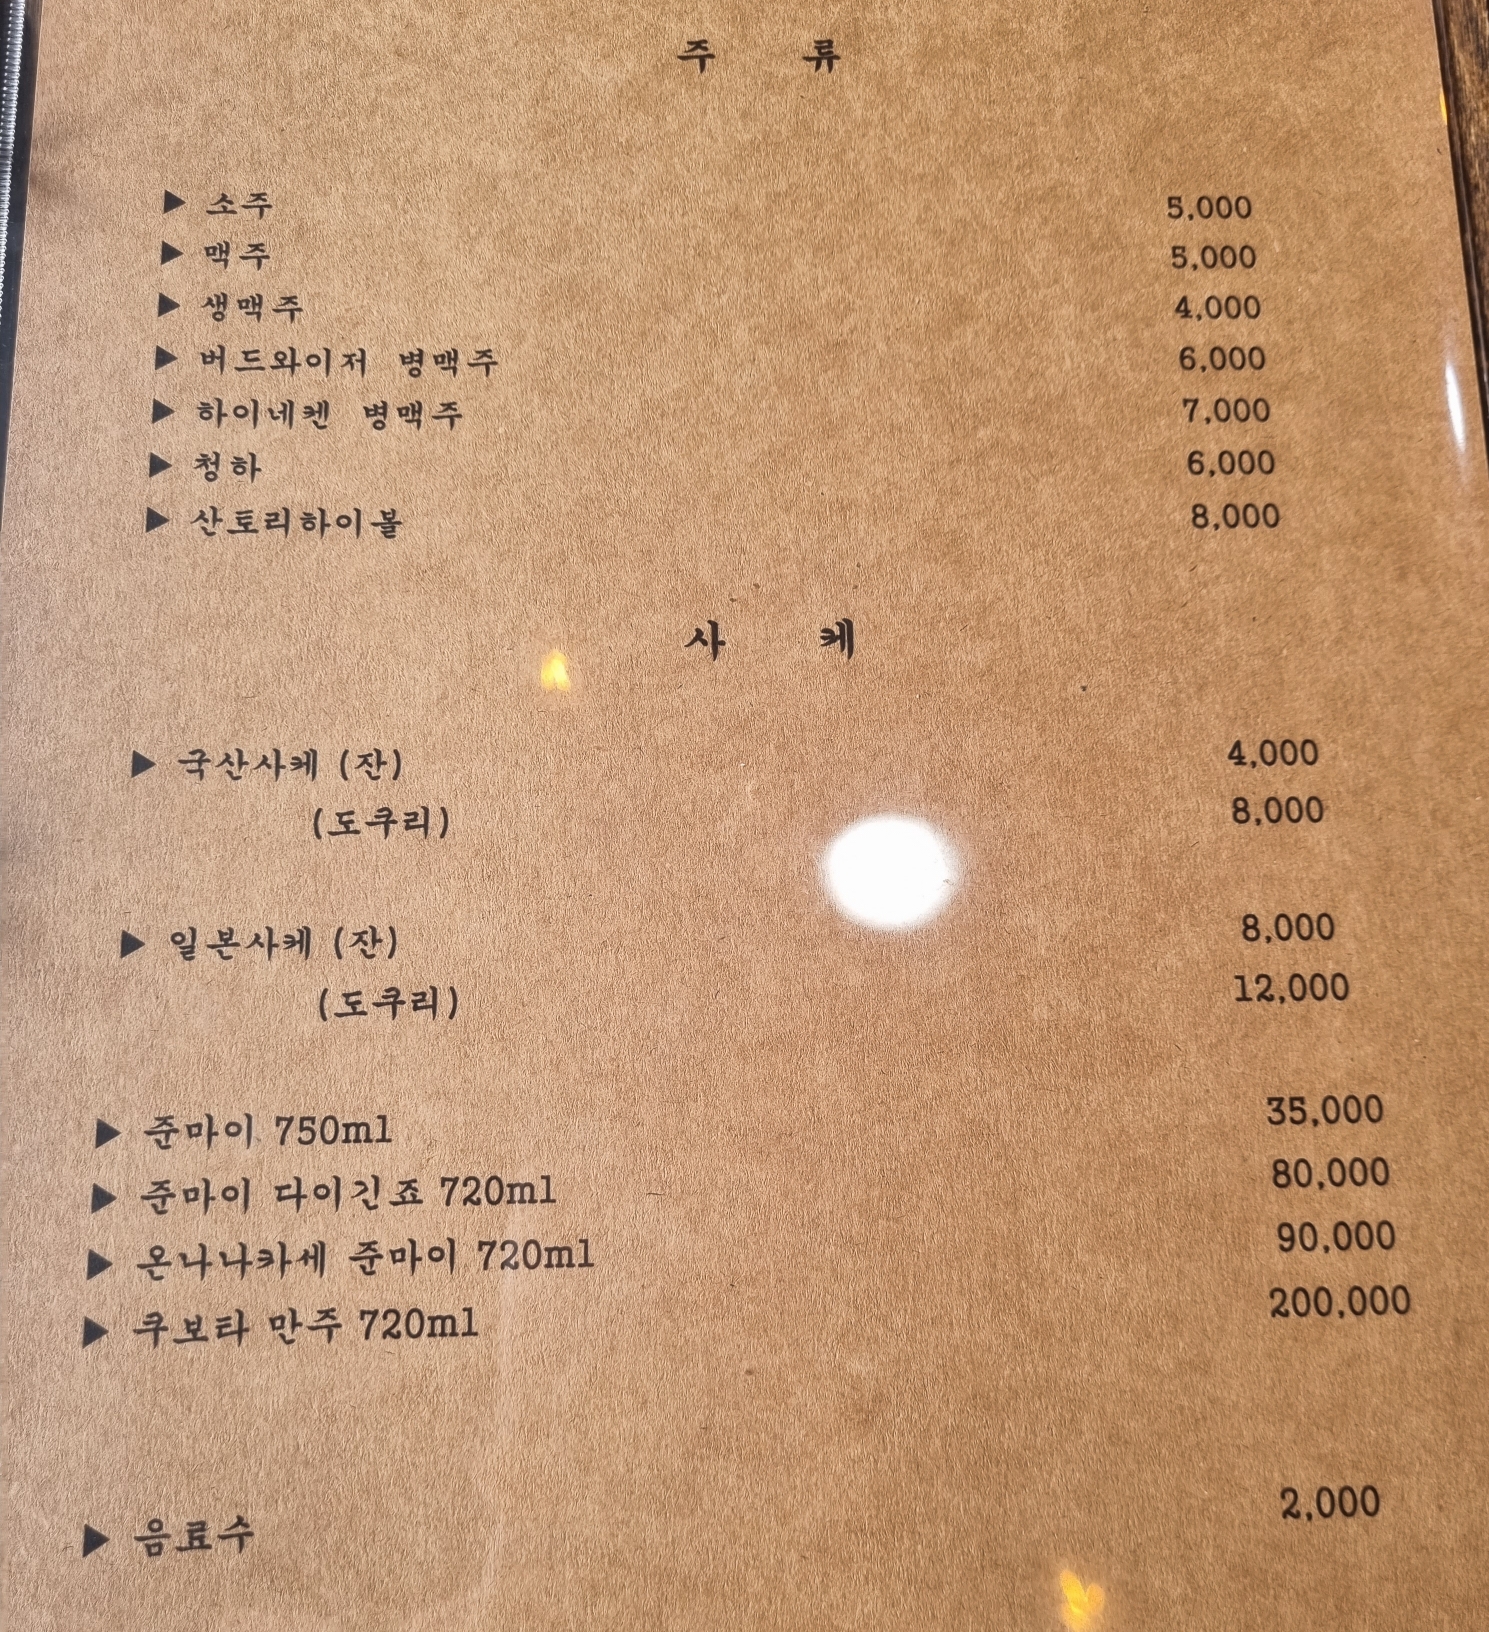 주 류
▶ 소주 5,000
▶ 맥주 5,000
▶ 생맥주 4,000
▶ 버드와이저 병맥주 6,000
▶ 하이네켄 병맥주 7,000
▶ 청하 6,000
▶ 산토리하이볼 8,000
사 케
▶ 국산사케 (잔) 4,000
(도쿠리) 8,000
▶ 일본사케 (잔) 8,000
(도쿠리) 12,000
▶ 준마이 750ml 35,000
▶ 준마이 다이긴죠 720ml 80,000
▶ 온나나카세 준마이 720ml 90,000
▶ 쿠보타 만주 720ml 200,000
▶ 음료수 2,000